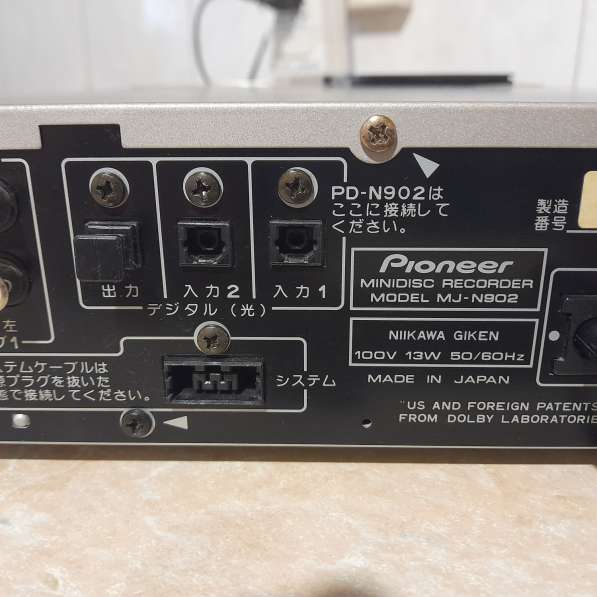 PD-N902は
ここに接続して
ください。
製造
番号
出力
入力2
入力1
デジタル(光)
左
Pioneer
MINIDISC RECORDER
MODEL MJ-N902
NIIKAWA GIKEN
100V 13W 50/60Hz
MADE IN JAPAN
ステムケーブルは
プラグを抜いた
で接続してください。
システム
"US AND FOREIGN PATENTS
FROM DOLBY LABORATORIE